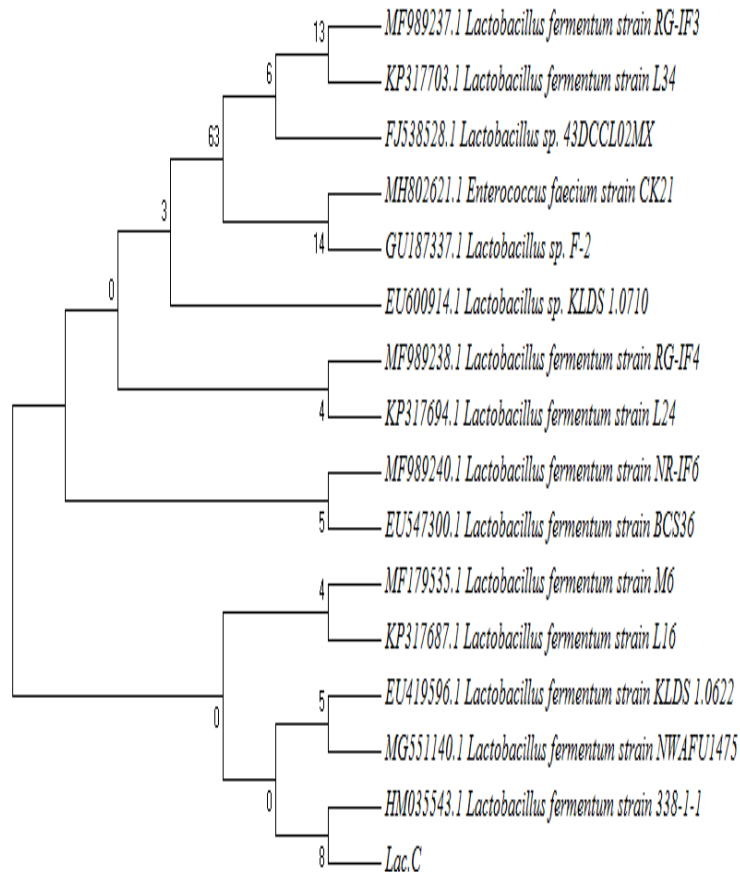 13
MF989237.1 Lactobacillus fermentum strain RG-IF3
6
KP317703.1 Lactobacillus fermentum strain L34
63
FJ538528.1 Lactobacillus sp. 43DCCL02MX
3
MH802621.1 Enterococcus faecium strain CK21
14
GU187337.1 Lactobacillus sp. F-2
0
EU600914.1 Lactobacillus sp. KLDS 1.0710
MF989238.1 Lactobacillus fermentum strain RG-IF4
4
KP317694.1 Lactobacillus fermentum strain L24
MF989240.1 Lactobacillus fermentum strain NR-IF6
5
EU547300.1 Lactobacillus fermentum strain BCS36
4
MF179535.1 Lactobacillus fermentum strain M6
KP317687.1 Lactobacillus fermentum strain L16
5
EU419596.1 Lactobacillus fermentum strain KLDS 1.0622
0
MG551140.1 Lactobacillus fermentum strain NWAFU1475
0
HM035543.1 Lactobacillus fermentum strain 338-1-1
8
Lac.C